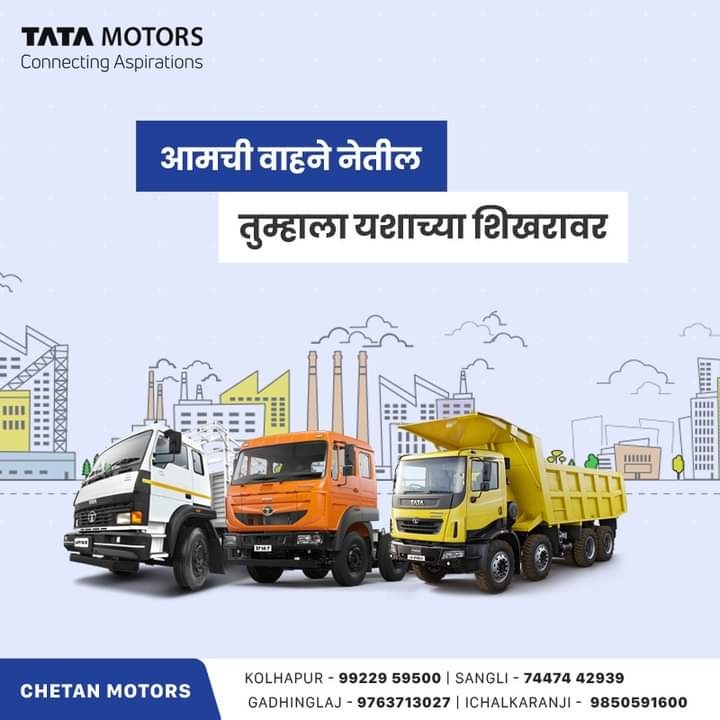 TATA MOTORS
Connecting Aspirations
आमची वाहने नेतील
तुम्हाला यशाच्या शिखरावर
TATA
CHETAN MOTORS
KOLHAPUR - 99229 59500 | SANGLI - 74474 42939
GADHINGLAJ - 9763713027 | ICHALKARANJI - 9850591600